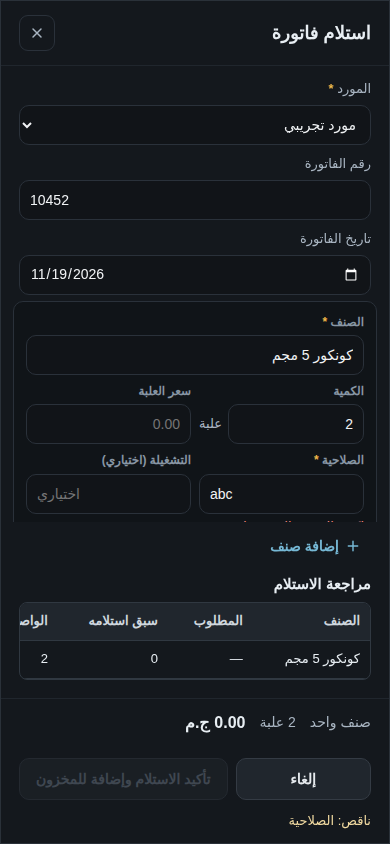 استلام فاتورة
المورد *
مورد تجريبي
رقم الفاتورة
10452
تاريخ الفاتورة
11/19/2026
الصنف *
كونكور 5 مجم
الكمية
سعر العلبة
2
علبة
0.00
الصلاحية *
التشغيلة (اختياري)
abc
اختياري
+ إضافة صنف
مراجعة الاستلام
الصنف المطلوب سبق استلامه
كونكور 5 مجم — 0 2
صنف واحد 2 علبة 0.00 ج.م
إلغاء
تأكيد الاستلام وإضافة للمخزون
ناقص: الصلاحية